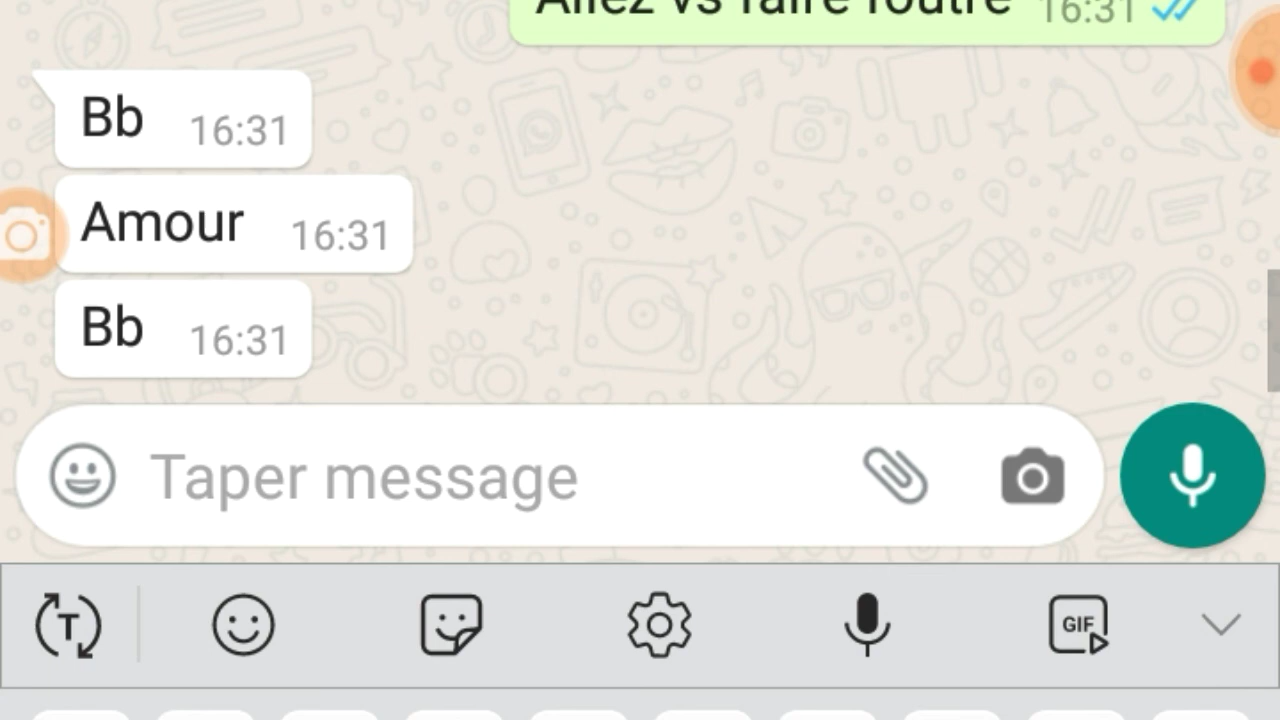 Allez vs faire foutre 16:31
Bb 16:31
Amour 16:31
Bb 16:31
Taper message
T
GIF